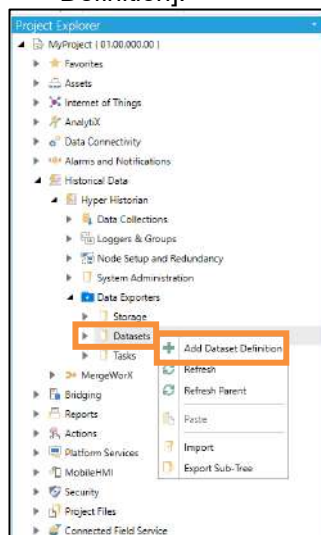 Definition].
Project Explorer
MyProject ( 01.00.000.00 )
Favorites
Assets
Internet of Things
AnalytiX
Data Connectivity
Alarms and Notifications
Historical Data
Hyper Historian
Data Collections
Loggers & Groups
Node Setup and Redundancy
System Administration
Data Exporters
Storage
Datasets
Add Dataset Definition
Tasks
Refresh
MergeWorX
Refresh Parent
Bridging
Reports
Paste
Actions
Platform Services
Import
MobileHMI
Export Sub-Tree
Security
Project Files
Connected Field Service